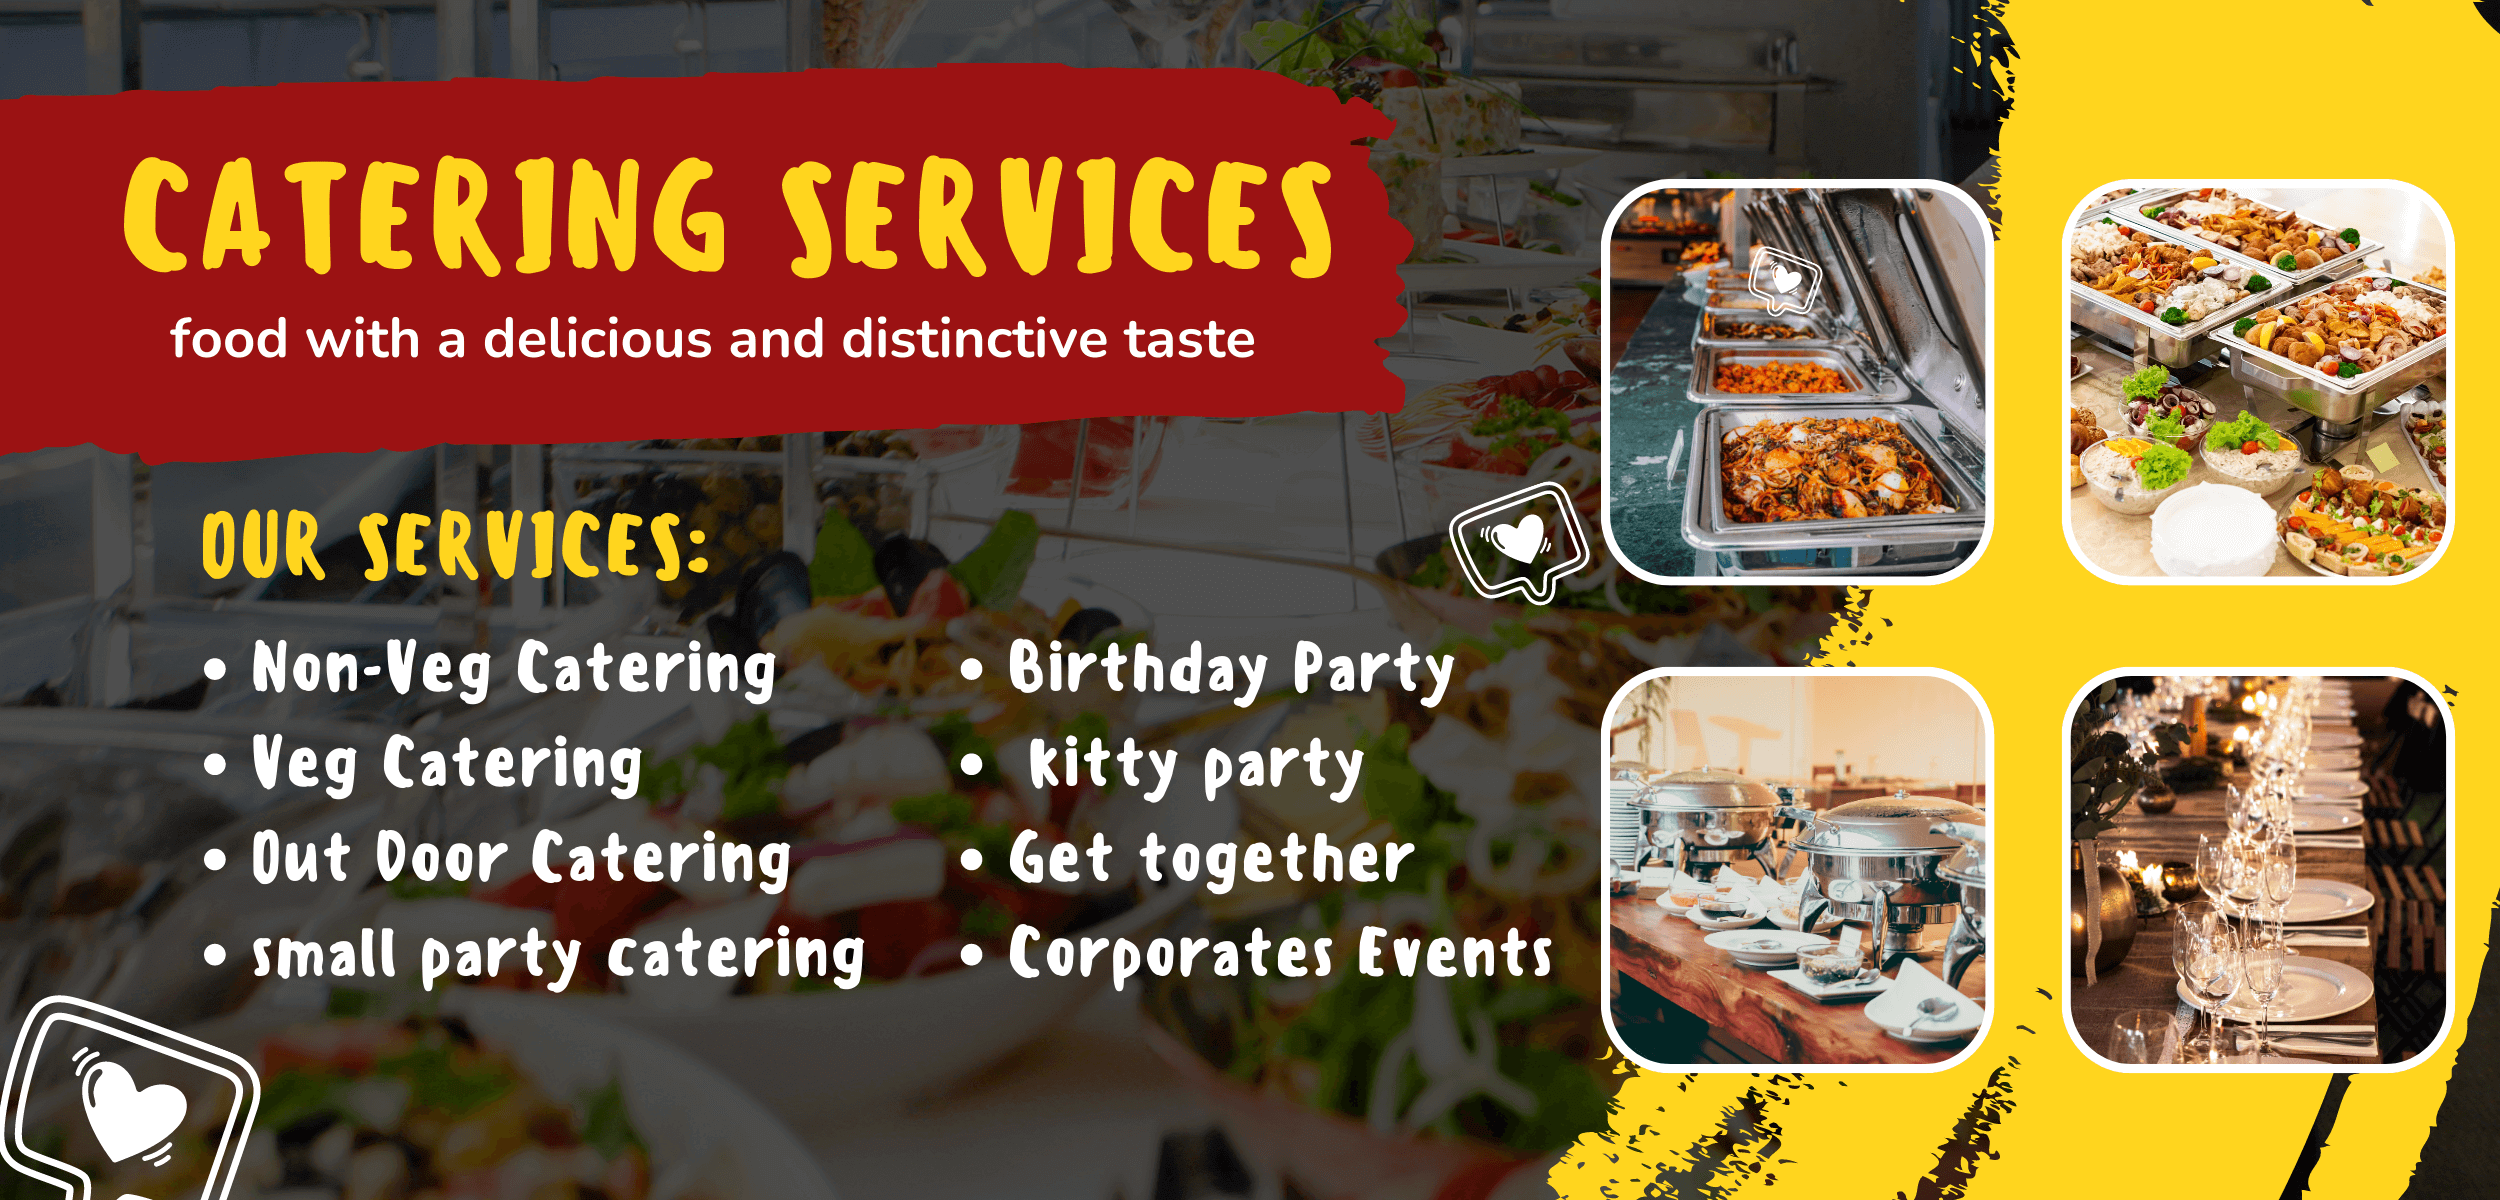 CATERING SERVICES
food with a delicious and distinctive taste
OUR SERVICES:
• Non-Veg Catering
• Veg Catering
• Out Door Catering
• small party catering
• Birthday Party
• kitty party
• Get together
• Corporates Events